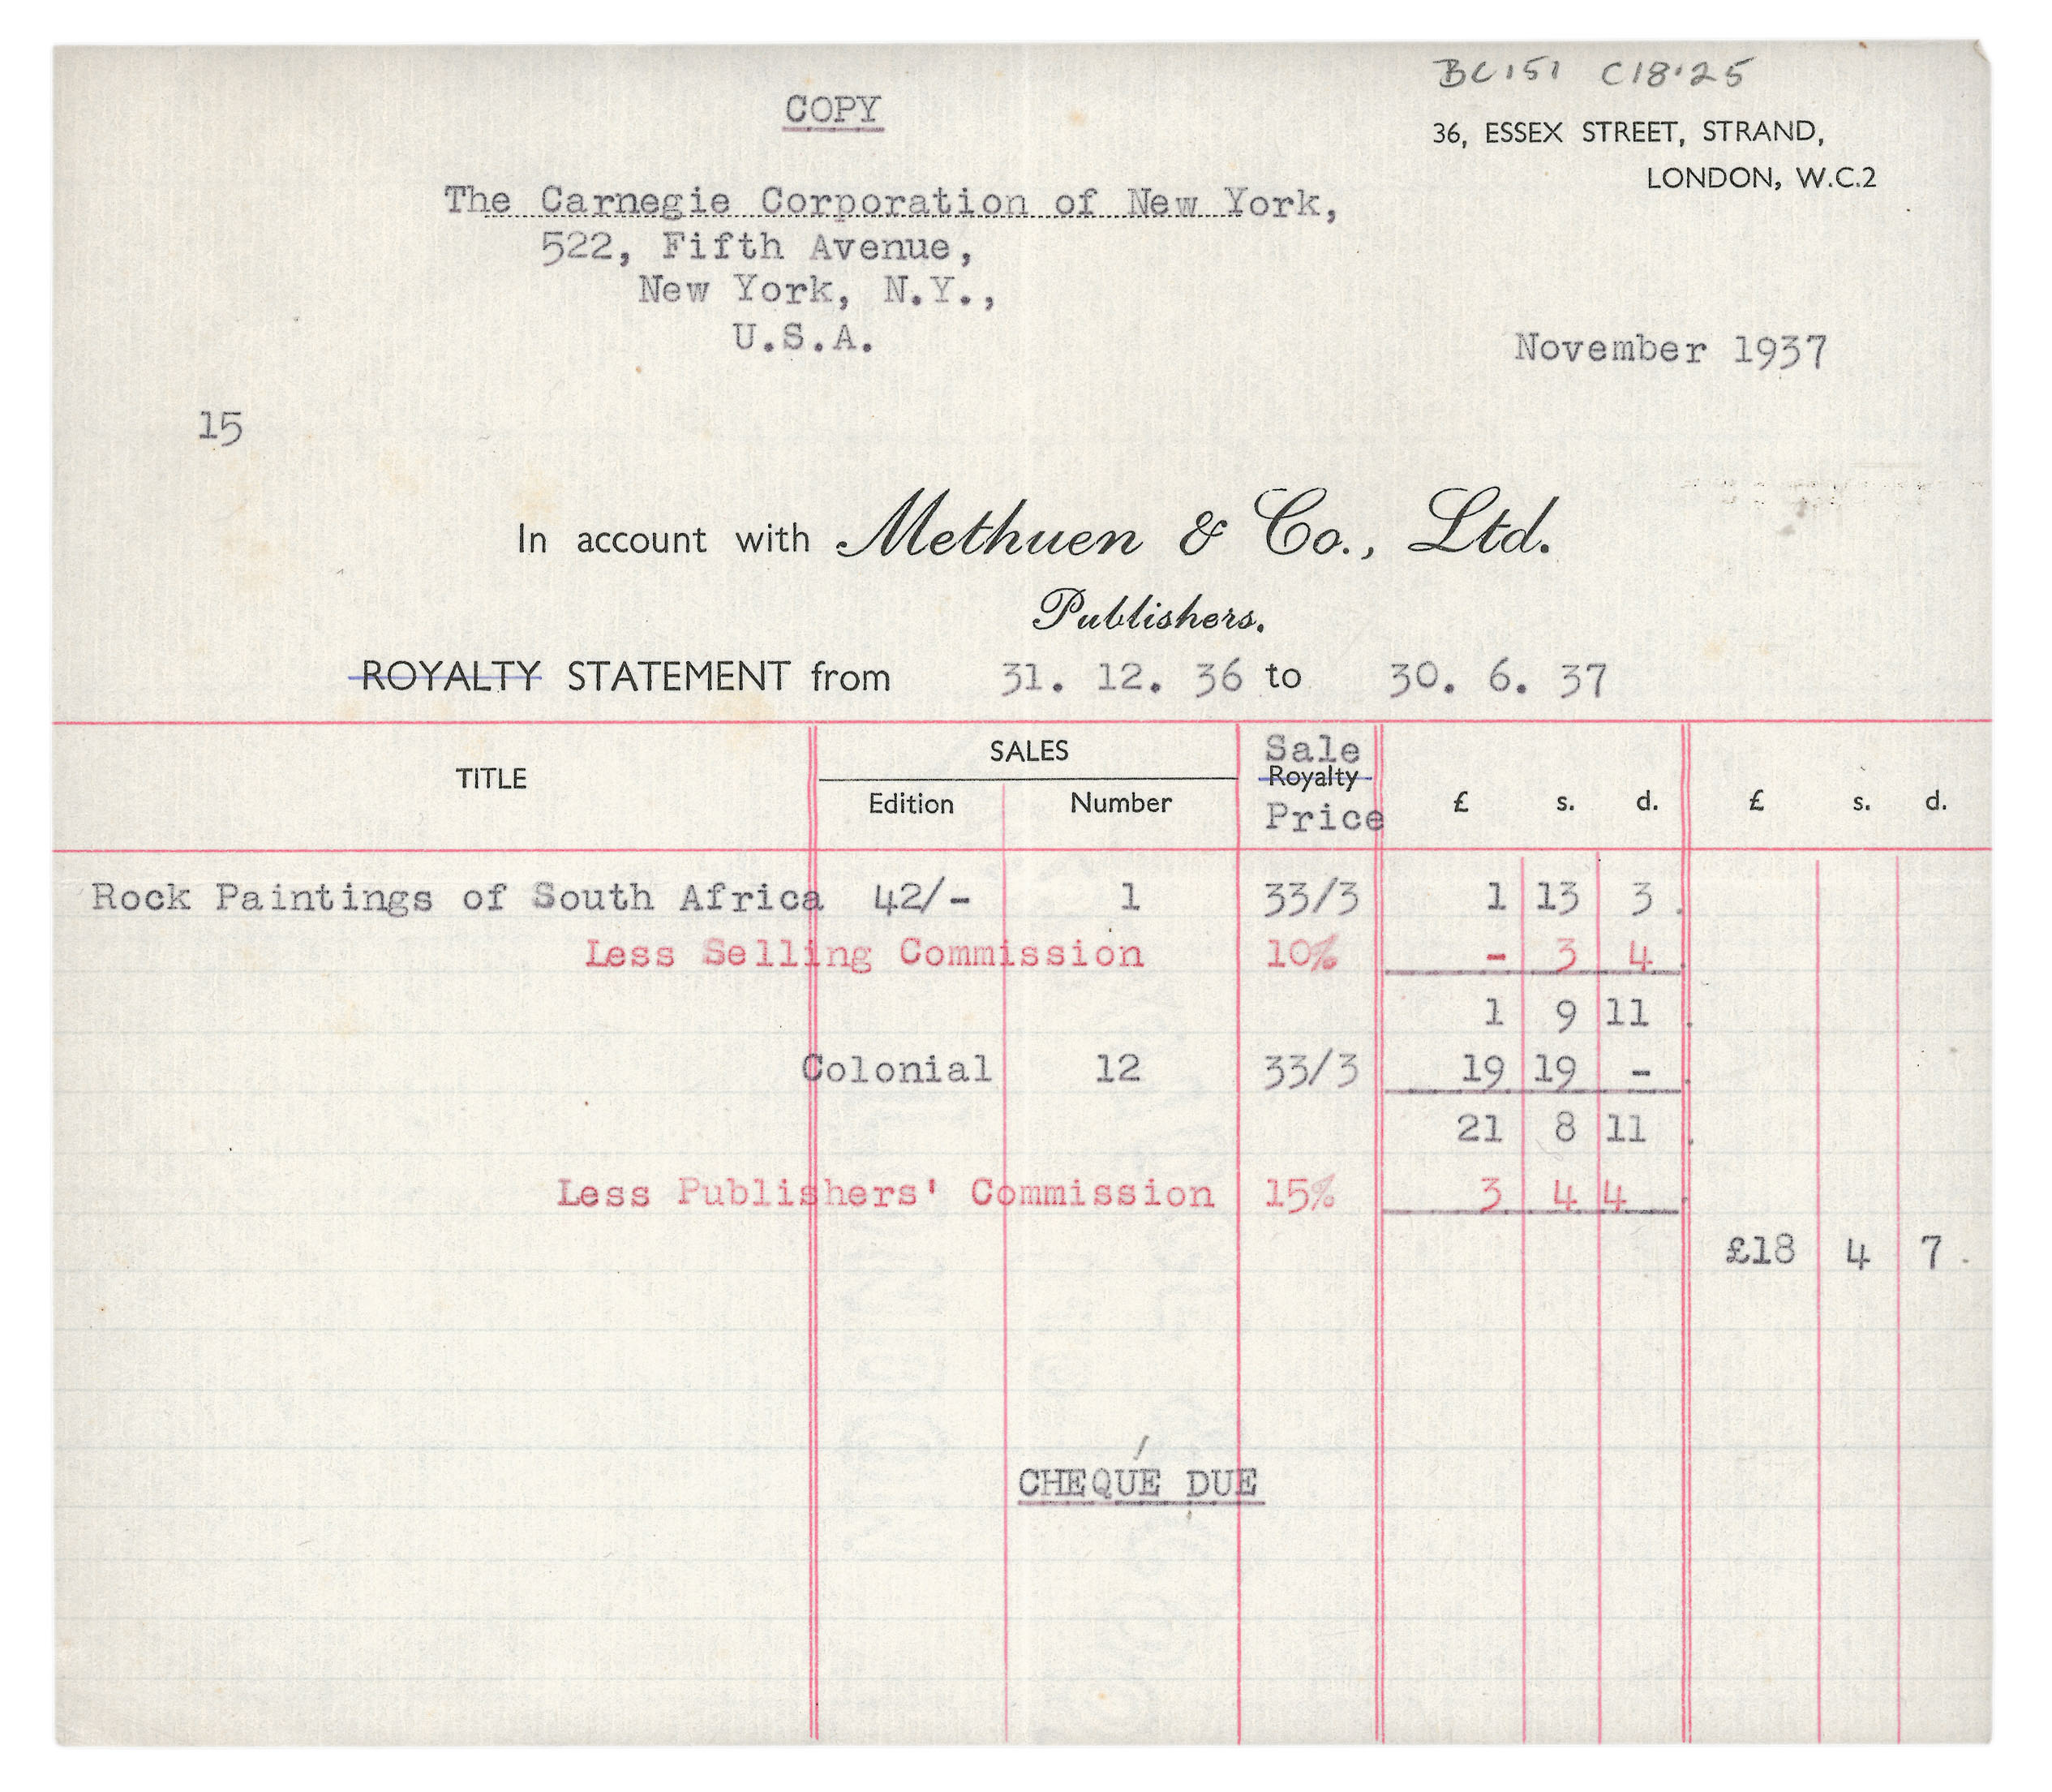 BC151 C18.25
COPY
36, ESSEX STREET, STRAND,
LONDON, W.C.2
The Carnegie Corporation of New York,
522, Fifth Avenue,
New York, N.Y.,
U.S.A.
November 1937
15
In account with Methuen & Co., Ltd.
Publishers.
ROYALTY STATEMENT from 31. 12. 36 to 30. 6. 37
TITLE SALES Edition Number Sale Royalty Price £ s. d. £ s. d.
Rock Paintings of South Africa 42/- 1 33/3 1 13 3.
Less Selling Commission 10% - 3 4.
1 9 11.
Colonial 12 33/3 19 19 -.
21 8 11.
Less Publishers' Commission 15% 3 4 4.
£18 4 7.
CHEQUE DUE